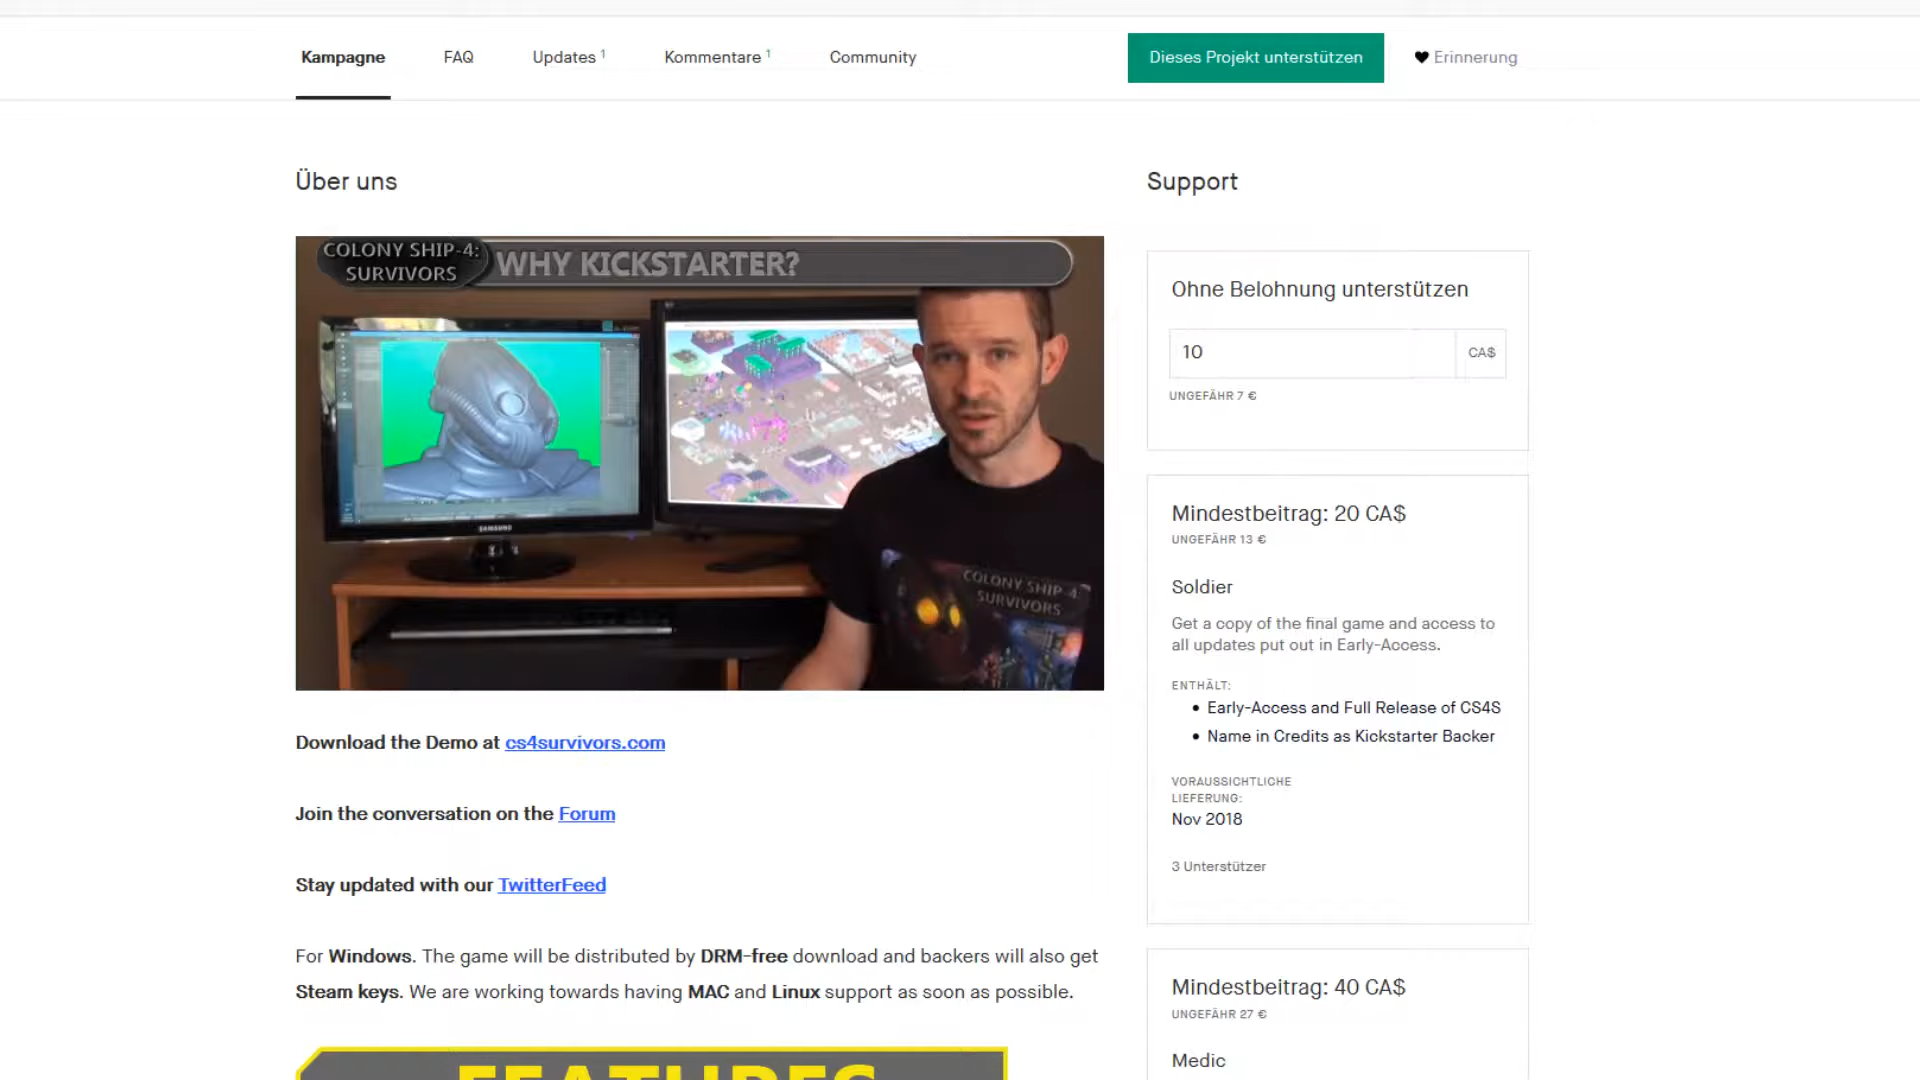 Kampagne
FAQ
Updates 1
Kommentare 1
Community
Dieses Projekt unterstützen
Erinnerung
Über uns
Support
COLONY SHIP-4:
SURVIVORS
WHY KICKSTARTER?
SAMSUNG
COLONY SHIP 4:
SURVIVORS
Download the Demo at cs4survivors.com
Join the conversation on the Forum
Stay updated with our TwitterFeed
For Windows. The game will be distributed by DRM-free download and backers will also get
Steam keys. We are working towards having MAC and Linux support as soon as possible.
FEATURES
Ohne Belohnung unterstützen
10
CA$
UNGEFÄHR 7 €
Mindestbeitrag: 20 CA$
UNGEFÄHR 13 €
Soldier
Get a copy of the final game and access to
all updates put out in Early-Access.
ENTHÄLT:
• Early-Access and Full Release of CS4S
• Name in Credits as Kickstarter Backer
VORAUSSICHTLICHE
LIEFERUNG:
Nov 2018
3 Unterstützer
Mindestbeitrag: 40 CA$
UNGEFÄHR 27 €
Medic